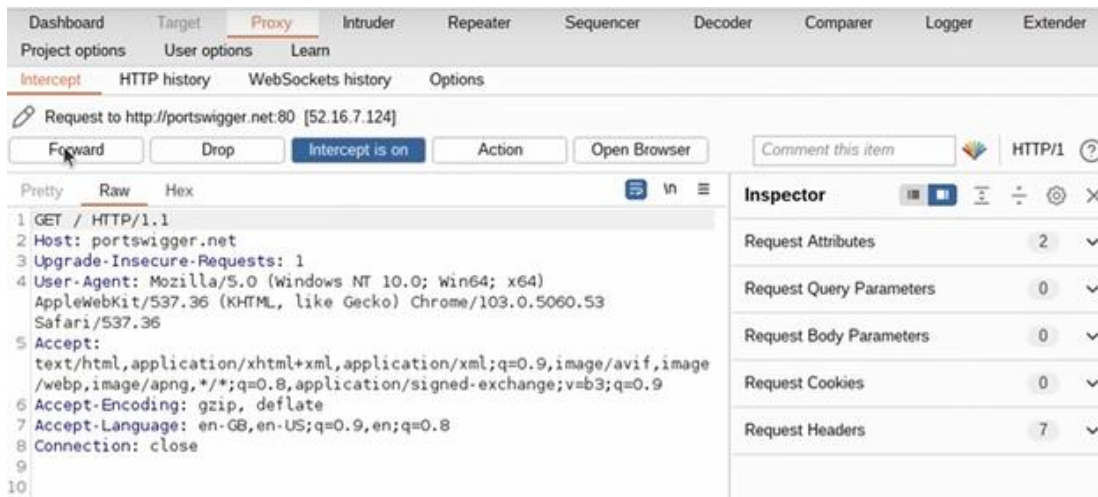 Dashboard Target Proxy Intruder Repeater Sequencer Decoder Comparer Logger Extender
Project options User options Learn
Intercept HTTP history WebSockets history Options
Request to http://portswigger.net:80 [52.16.7.124]
Forward Drop Intercept is on Action Open Browser Comment this item HTTP/1 ?
Pretty Raw Hex \n Inspector
1 GET / HTTP/1.1
2 Host: portswigger.net
3 Upgrade-Insecure-Requests: 1
4 User-Agent: Mozilla/5.0 (Windows NT 10.0; Win64; x64)
AppleWebKit/537.36 (KHTML, like Gecko) Chrome/103.0.5060.53
Safari/537.36
5 Accept:
text/html,application/xhtml+xml,application/xml;q=0.9,image/avif,image
/webp,image/apng,*/*;q=0.8,application/signed-exchange;v=b3;q=0.9
6 Accept-Encoding: gzip, deflate
7 Accept-Language: en-GB,en-US;q=0.9,en;q=0.8
8 Connection: close
9
10
Request Attributes 2
Request Query Parameters 0
Request Body Parameters 0
Request Cookies 0
Request Headers 7